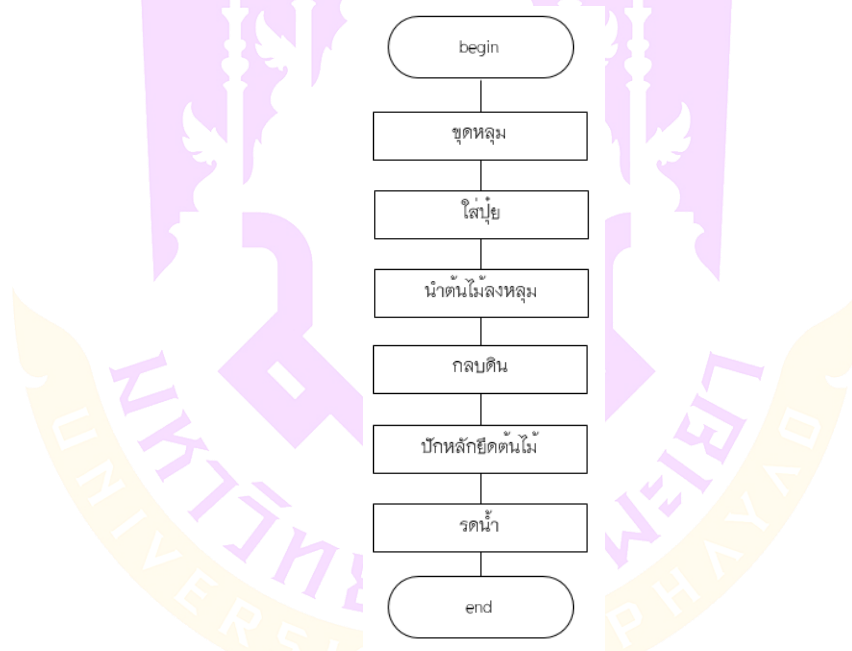 begin
ขุดหลุม
ใส่ปุ๋ย
นำต้นไม้ลงหลุม
กลบดิน
ปักหลักยึดต้นไม้
รดน้ำ
end